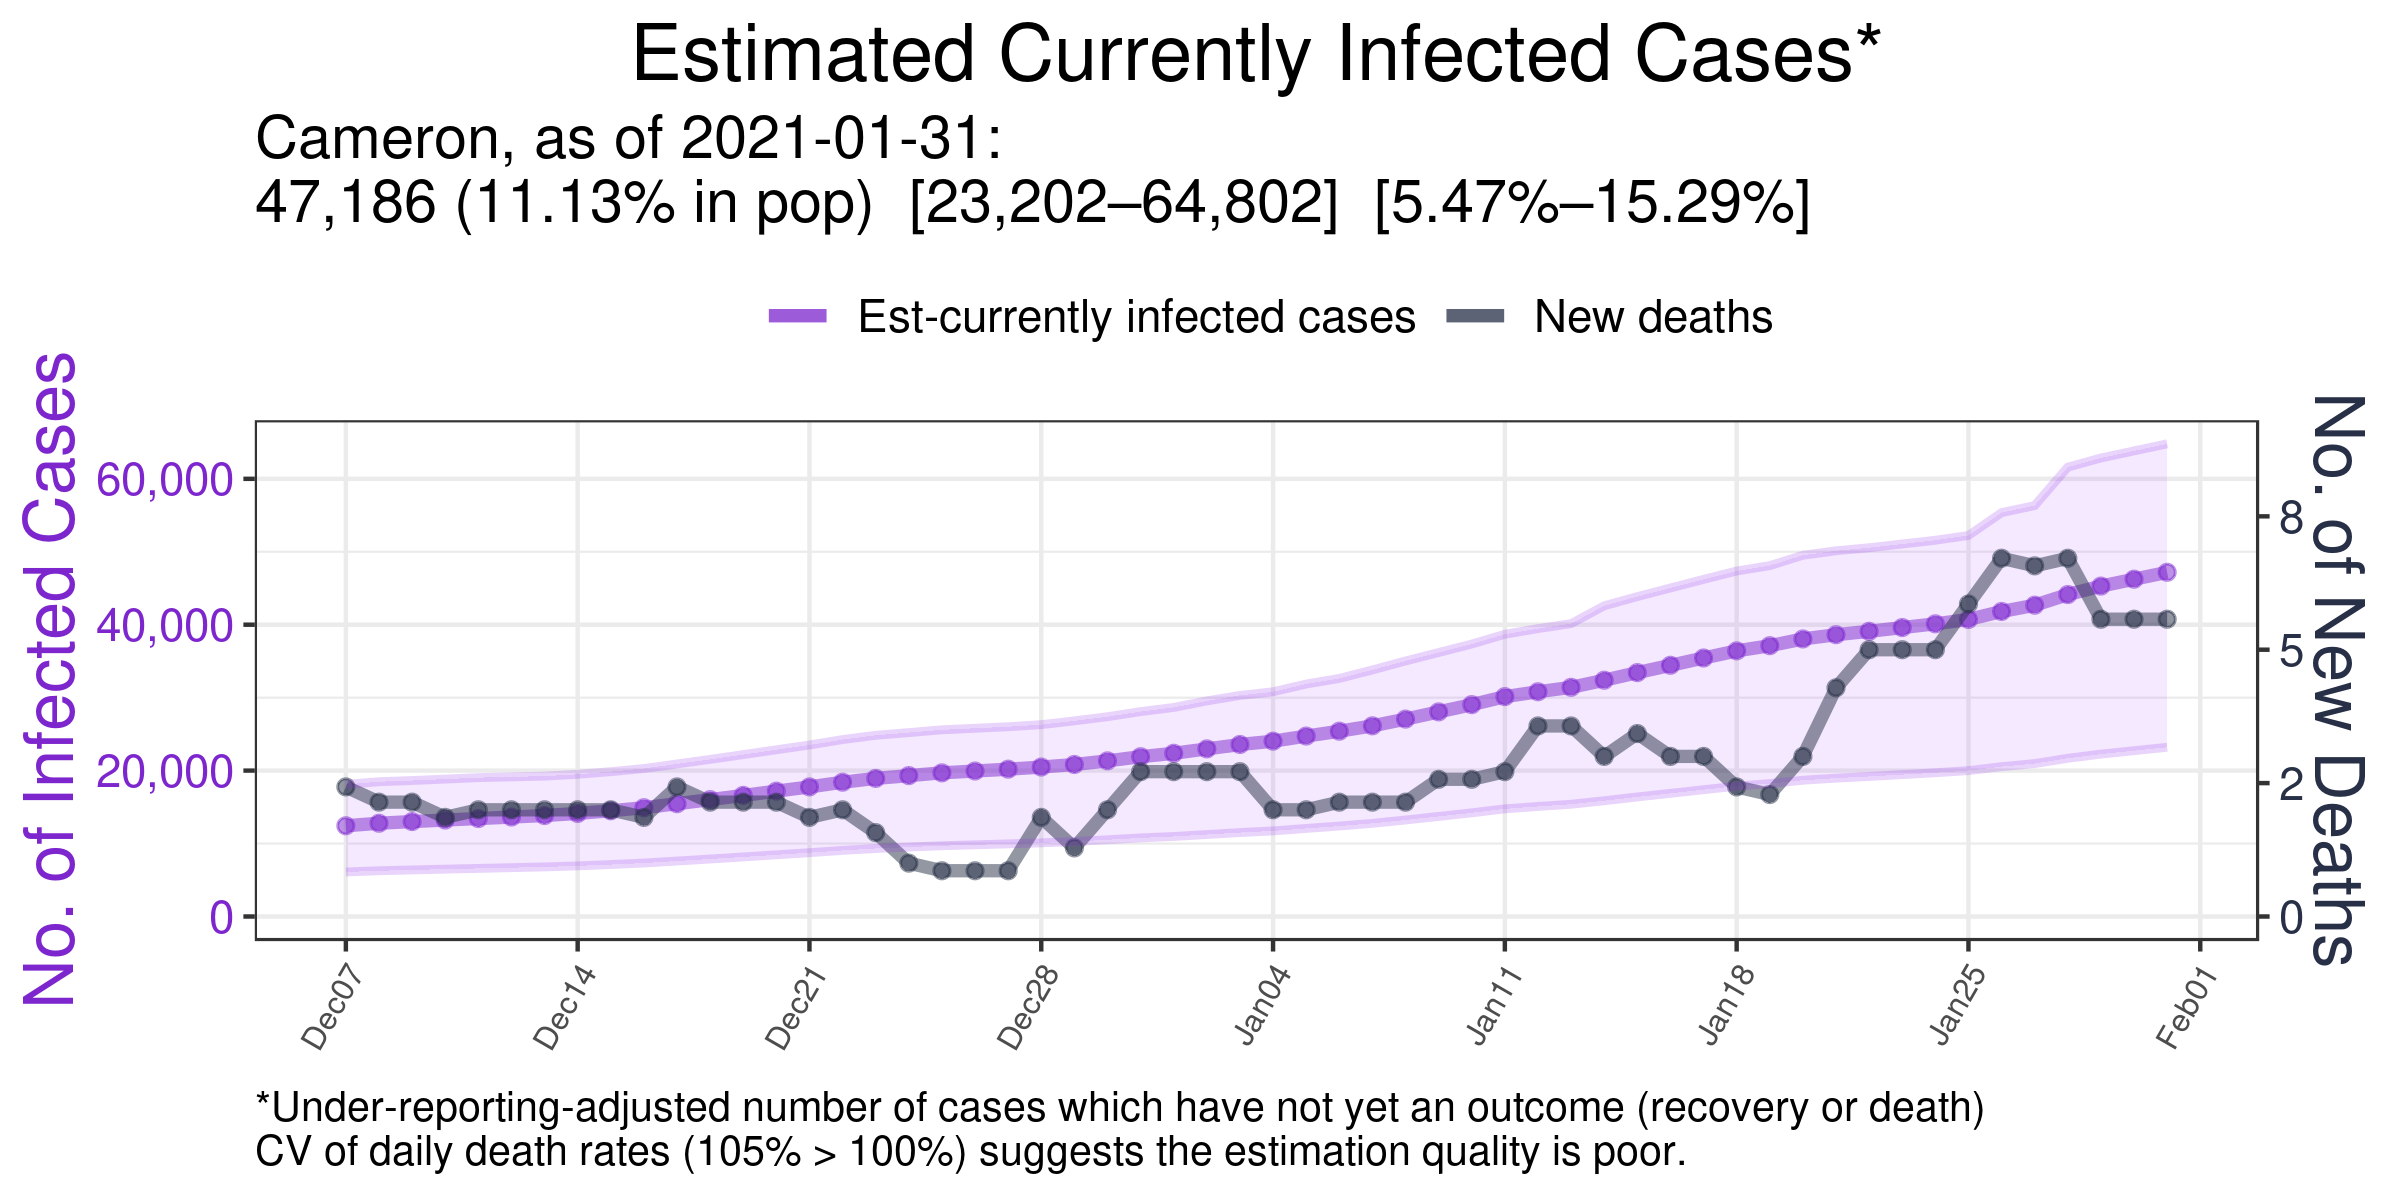 Estimated Currently Infected Cases*
Cameron, as of 2021-01-31:
47,186 (11.13% in pop)  [23,202–64,802]  [5.47%–15.29%]
Est-currently infected cases
New deaths
No. of Infected Cases
60,000
40,000
20,000
0
No. of New Deaths
8
5
2
0
Dec07
Dec14
Dec21
Dec28
Jan04
Jan11
Jan18
Jan25
Feb01
*Under-reporting-adjusted number of cases which have not yet an outcome (recovery or death)
CV of daily death rates (105% > 100%) suggests the estimation quality is poor.